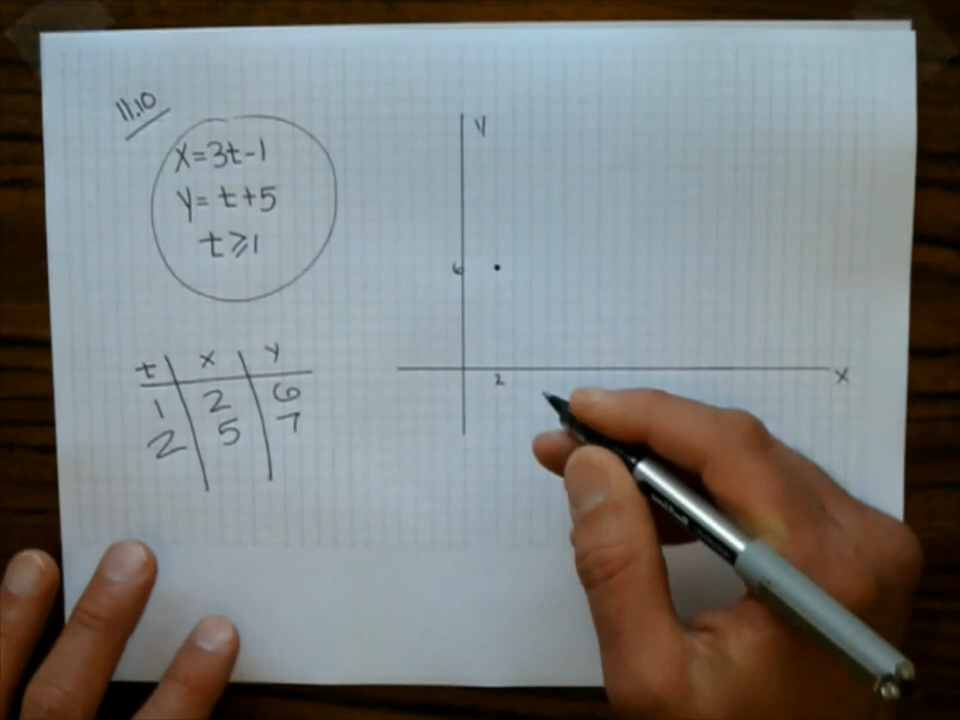 11.10
x=3t-1
y= t+5
t⩾1
t x y
1 2 6
2 5 7
y
6
2
x